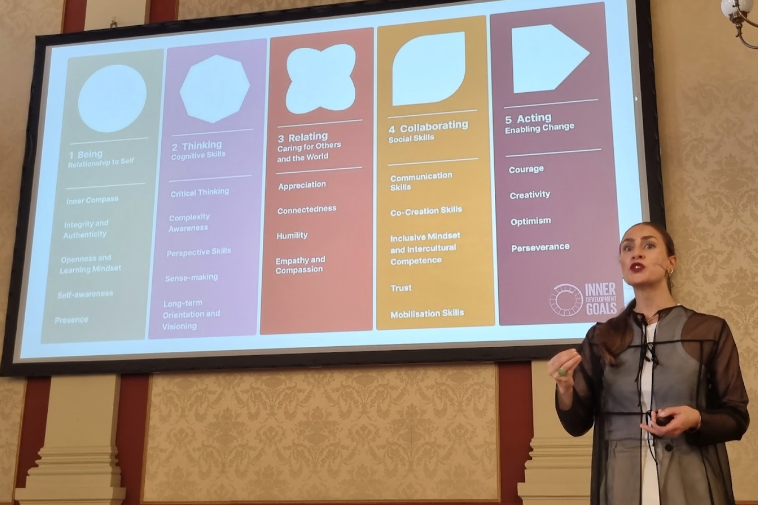 1 Being
Relationship to Self
Inner Compass
Integrity and
Authenticity
Openness and
Learning Mindset
Self-awareness
Presence
2 Thinking
Cognitive Skills
Critical Thinking
Complexity
Awareness
Perspective Skills
Sense-making
Long-term
Orientation and
Visioning
3 Relating
Caring for Others
and the World
Appreciation
Connectedness
Humility
Empathy and
Compassion
4 Collaborating
Social Skills
Communication
Skills
Co-Creation Skills
Inclusive Mindset
and Intercultural
Competence
Trust
Mobilisation Skills
5 Acting
Enabling Change
Courage
Creativity
Optimism
Perseverance
INNER
DEVELOPMENT
GOALS